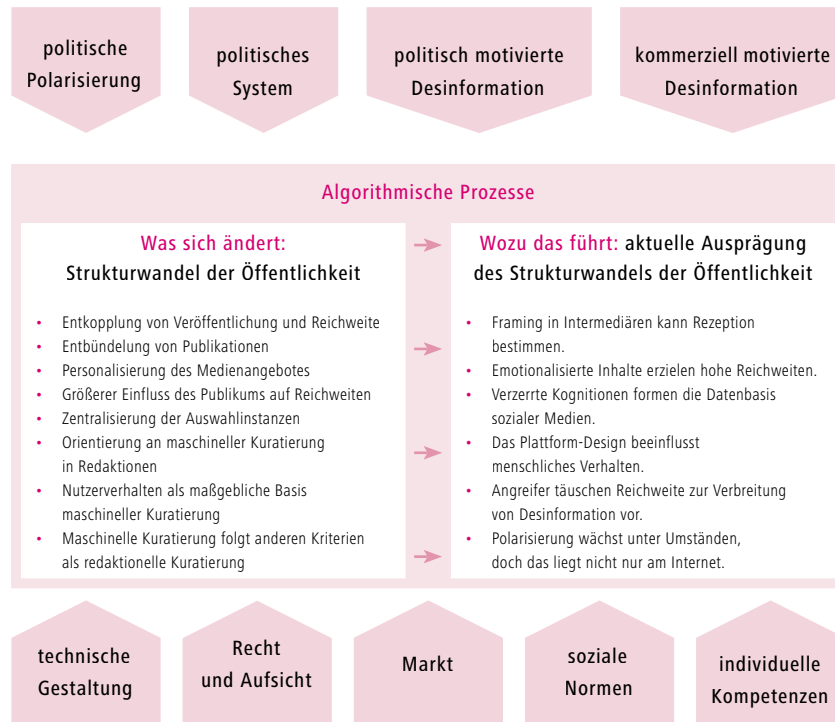 politische
Polarisierung
politisches
System
politisch motivierte
Desinformation
kommerziell motivierte
Desinformation
Algorithmische Prozesse
Was sich ändert:
Strukturwandel der Öffentlichkeit
• Entkopplung von Veröffentlichung und Reichweite
• Entbündelung von Publikationen
• Personalisierung des Medienangebotes
• Größerer Einfluss des Publikums auf Reichweiten
• Zentralisierung der Auswahlinstanzen
• Orientierung an maschineller Kuratierung
in Redaktionen
• Nutzerverhalten als maßgebliche Basis
maschineller Kuratierung
• Maschinelle Kuratierung folgt anderen Kriterien
als redaktionelle Kuratierung
Wozu das führt: aktuelle Ausprägung
des Strukturwandels der Öffentlichkeit
• Framing in Intermediären kann Rezeption
bestimmen.
• Emotionalisierte Inhalte erzielen hohe Reichweiten.
• Verzerrte Kognitionen formen die Datenbasis
sozialer Medien.
• Das Plattform-Design beeinflusst
menschliches Verhalten.
• Angreifer täuschen Reichweite zur Verbreitung
von Desinformation vor.
• Polarisierung wächst unter Umständen,
doch das liegt nicht nur am Internet.
technische
Gestaltung
Recht
und Aufsicht
Markt
soziale
Normen
individuelle
Kompetenzen